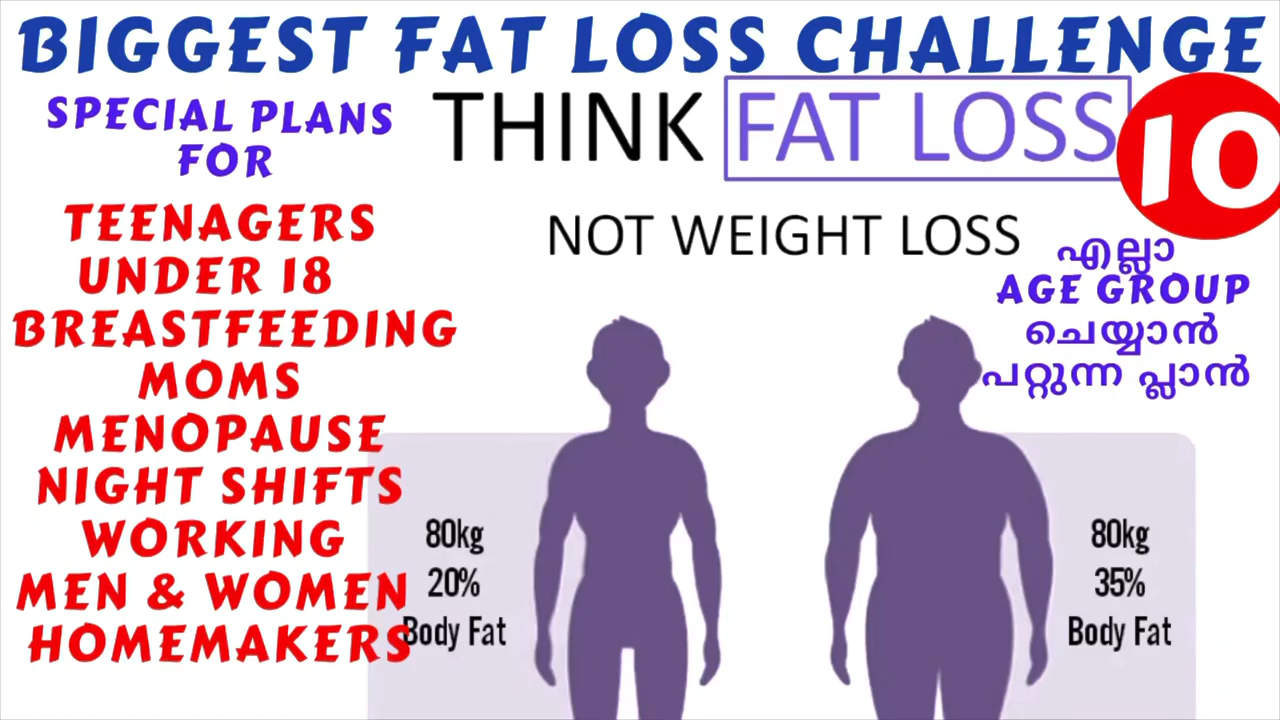 BIGGEST FAT LOSS CHALLENGE
SPECIAL PLANS
FOR
TEENAGERS
UNDER 18
BREASTFEEDING
MOMS
MENOPAUSE
NIGHT SHIFTS
WORKING
MEN & WOMEN
HOMEMAKERS
THINK FAT LOSS
NOT WEIGHT LOSS
10
എല്ലാ
AGE GROUP
ചെയ്യാൻ
പറ്റുന്ന പ്ലാൻ
80kg
20%
Body Fat
80kg
35%
Body Fat